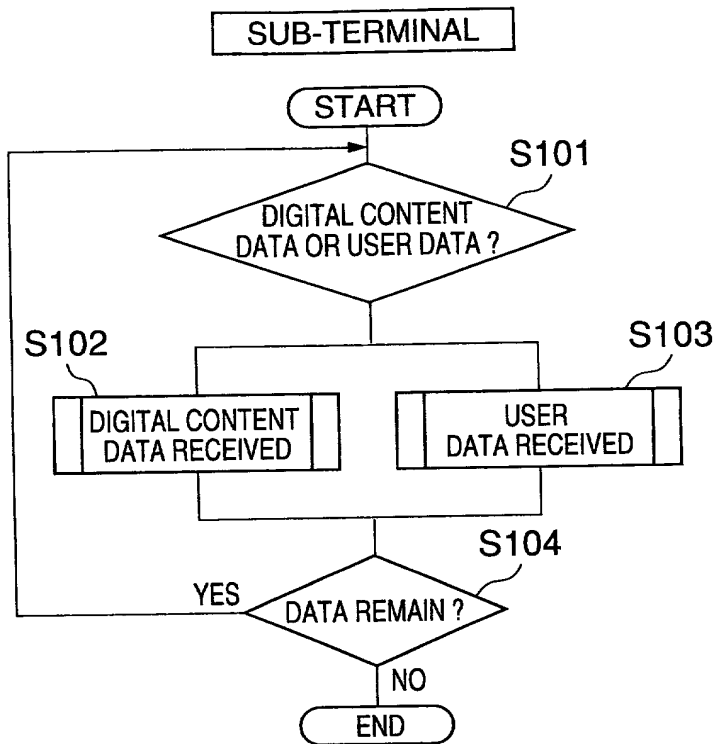 SUB-TERMINAL
START
S101
DIGITAL CONTENT
DATA OR USER DATA ?
S102
DIGITAL CONTENT
DATA RECEIVED
S103
USER
DATA RECEIVED
S104
YES
DATA REMAIN ?
NO
END